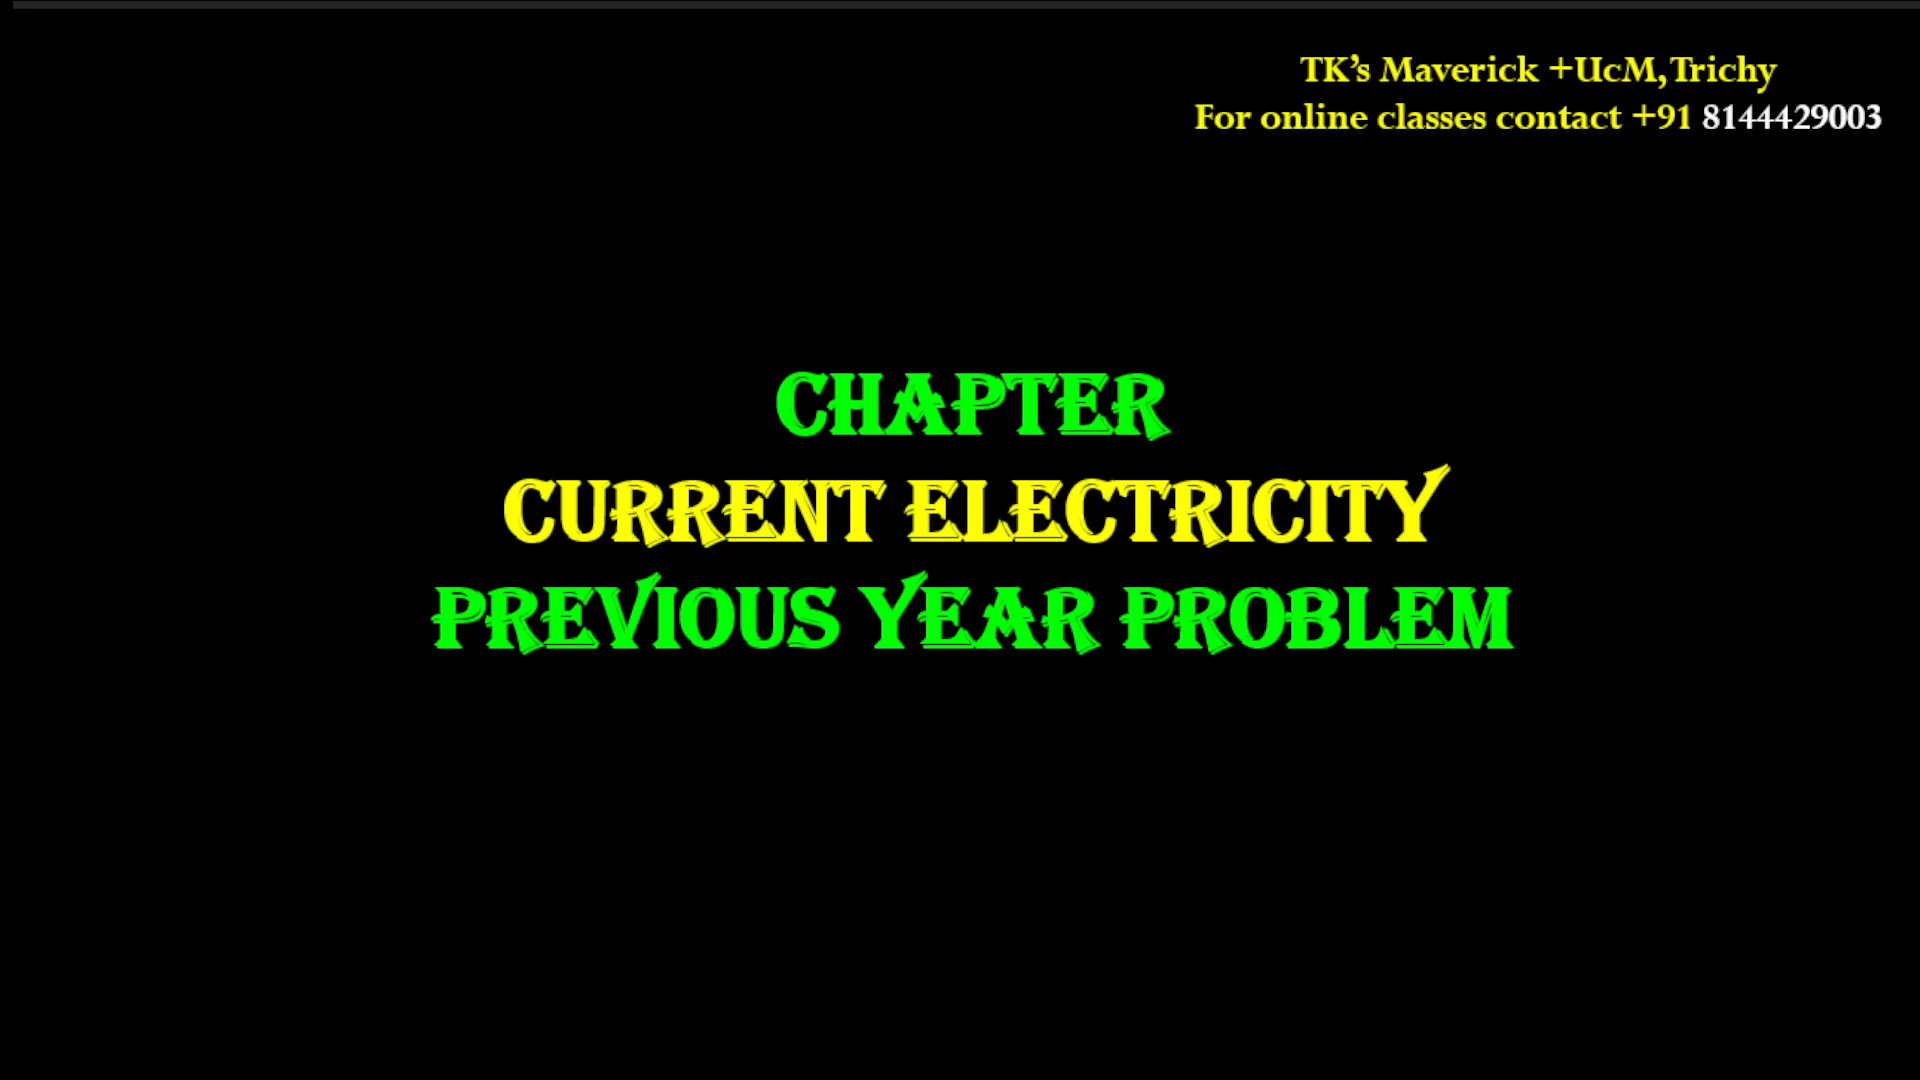 TK's Maverick +UcM,Trichy
For online classes contact +91 8144429003
CHAPTER
CURRENT ELECTRICITY
PREVIOUS YEAR PROBLEM